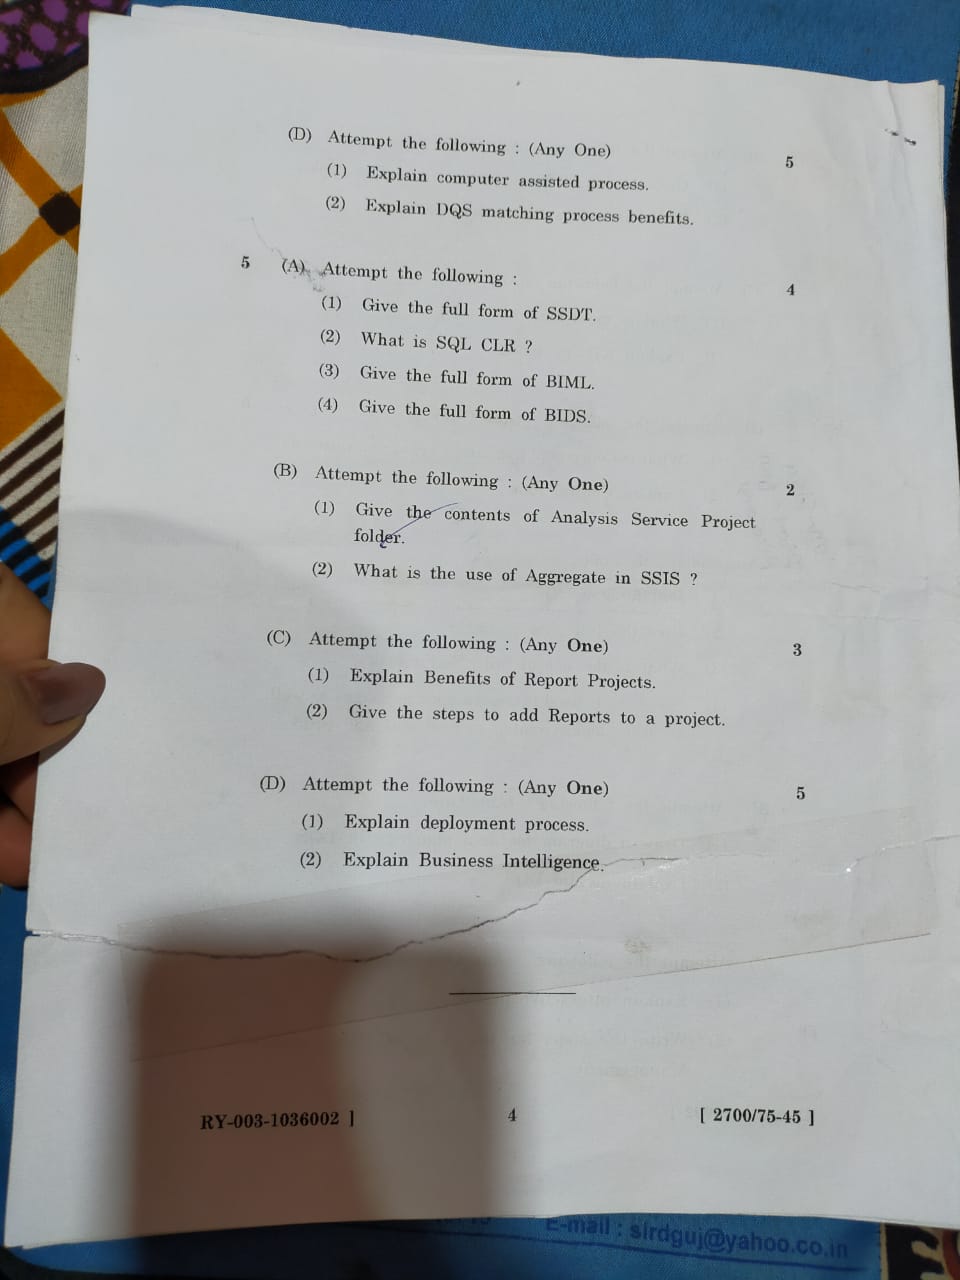 (D) Attempt the following : (Any One) 5
(1) Explain computer assisted process.
(2) Explain DQS matching process benefits.
5 (A) Attempt the following : 4
(1) Give the full form of SSDT.
(2) What is SQL CLR ?
(3) Give the full form of BIML.
(4) Give the full form of BIDS.
(B) Attempt the following : (Any One) 2
(1) Give the contents of Analysis Service Project
folder.
(2) What is the use of Aggregate in SSIS ?
(C) Attempt the following : (Any One) 3
(1) Explain Benefits of Report Projects.
(2) Give the steps to add Reports to a project.
(D) Attempt the following : (Any One) 5
(1) Explain deployment process.
(2) Explain Business Intelligence.
RY-003-1036002 ] 4 [ 2700/75-45 ]
E-mail : sirdguj@yahoo.co.in